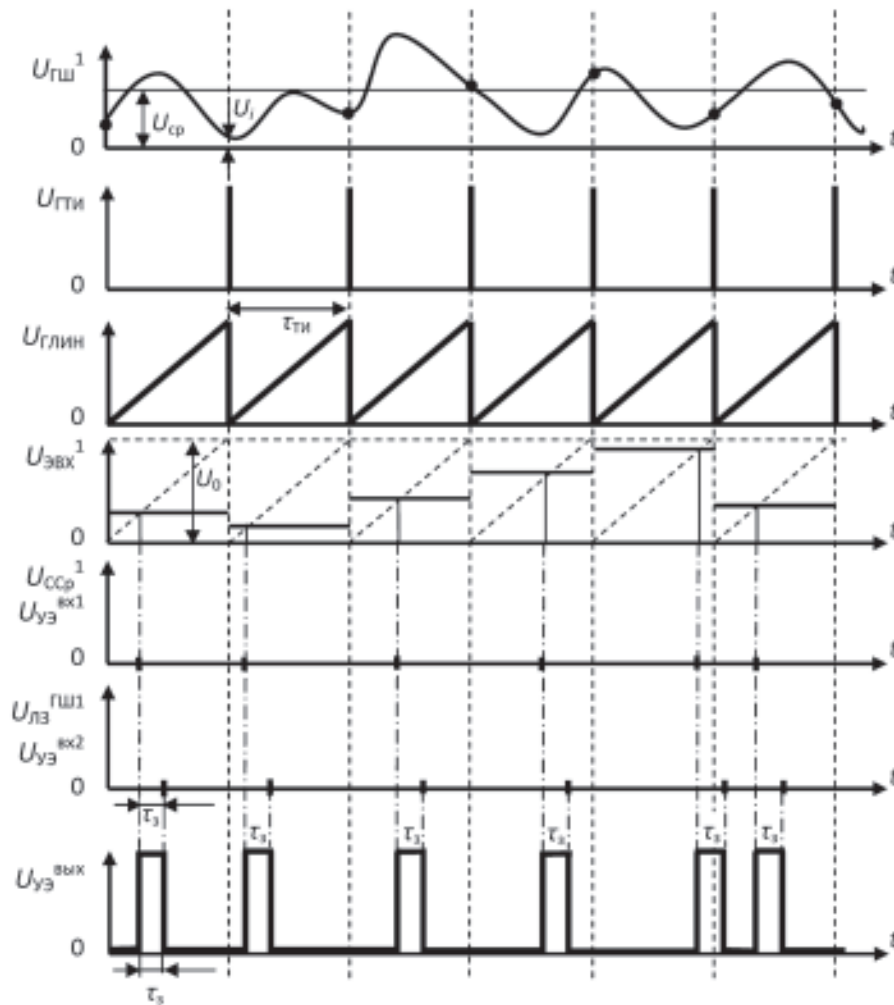 U_ГШ 1
U_i
U_ср
0
t
U_ГТИ
0
t
τ_ТИ
U_ГЛИН
0
t
1
U_ЭВХ
U_0
0
t
U_ССр 1
U_УЭ^вх1
0
t
U_ЛЗ^ГШ1
U_УЭ^вх2
0
t
τ_з τ_з τ_з τ_з τ_з τ_з
U_УЭ^вых
0
t
τ_з